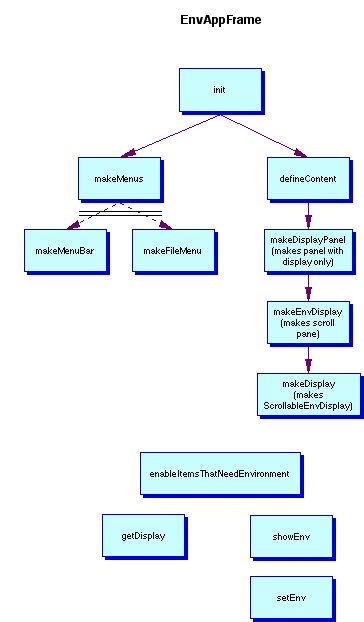 EnvAppFrame
init
makeMenus
defineContent
makeMenuBar
makeFileMenu
makeDisplayPanel
(makes panel with
display only)
makeEnvDisplay
(makes scroll
pane)
makeDisplay
(makes
ScrollableEnvDisplay)
enableItemsThatNeedEnvironment
getDisplay
showEnv
setEnv